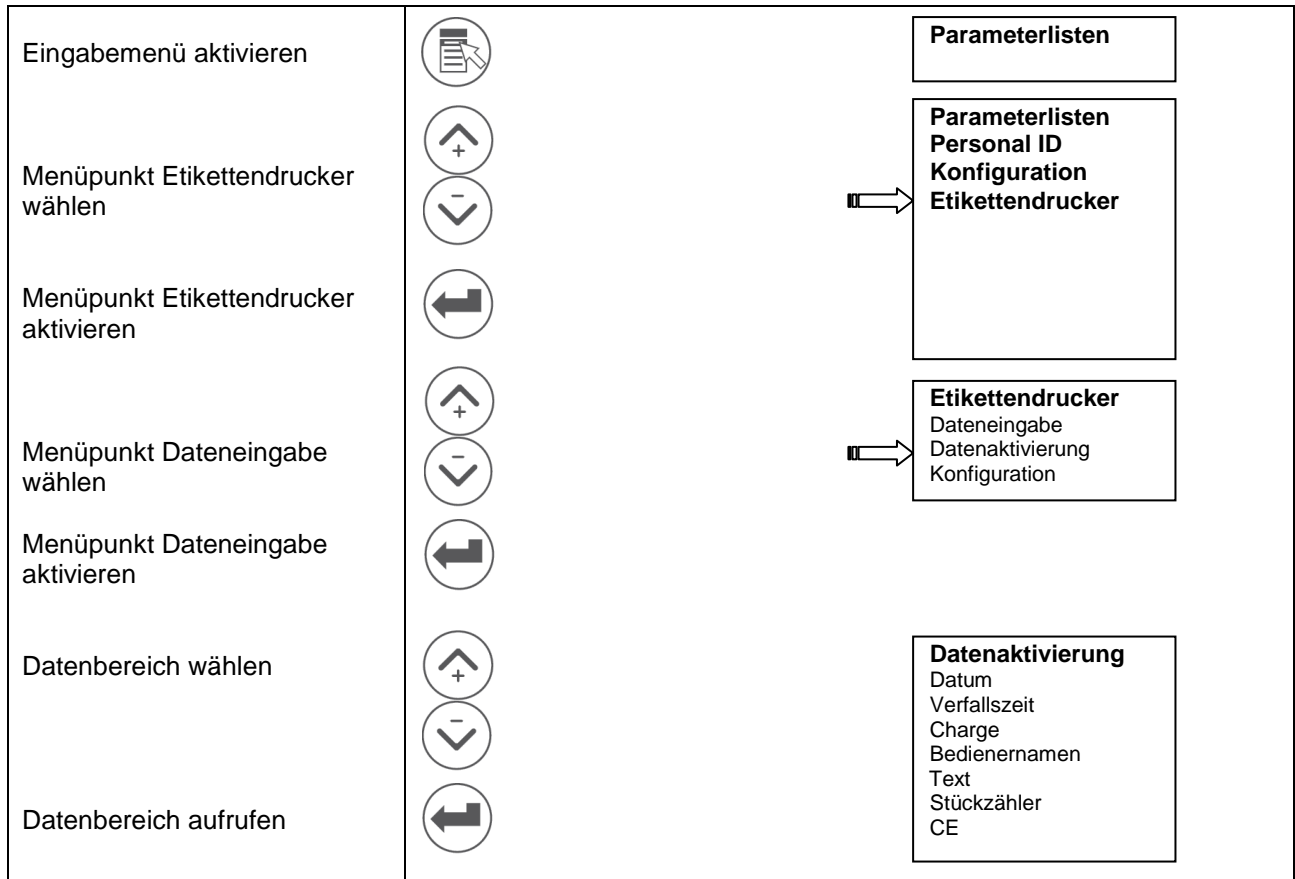 Eingabemenü aktivieren
Parameterlisten
Menüpunkt Etikettendrucker
wählen
+
−
Parameterlisten
Personal ID
Konfiguration
Etikettendrucker
Menüpunkt Etikettendrucker
aktivieren
Menüpunkt Dateneingabe
wählen
+
−
Etikettendrucker
Dateneingabe
Datenaktivierung
Konfiguration
Menüpunkt Dateneingabe
aktivieren
Datenbereich wählen
+
−
Datenaktivierung
Datum
Verfallszeit
Charge
Bedienernamen
Text
Stückzähler
CE
Datenbereich aufrufen